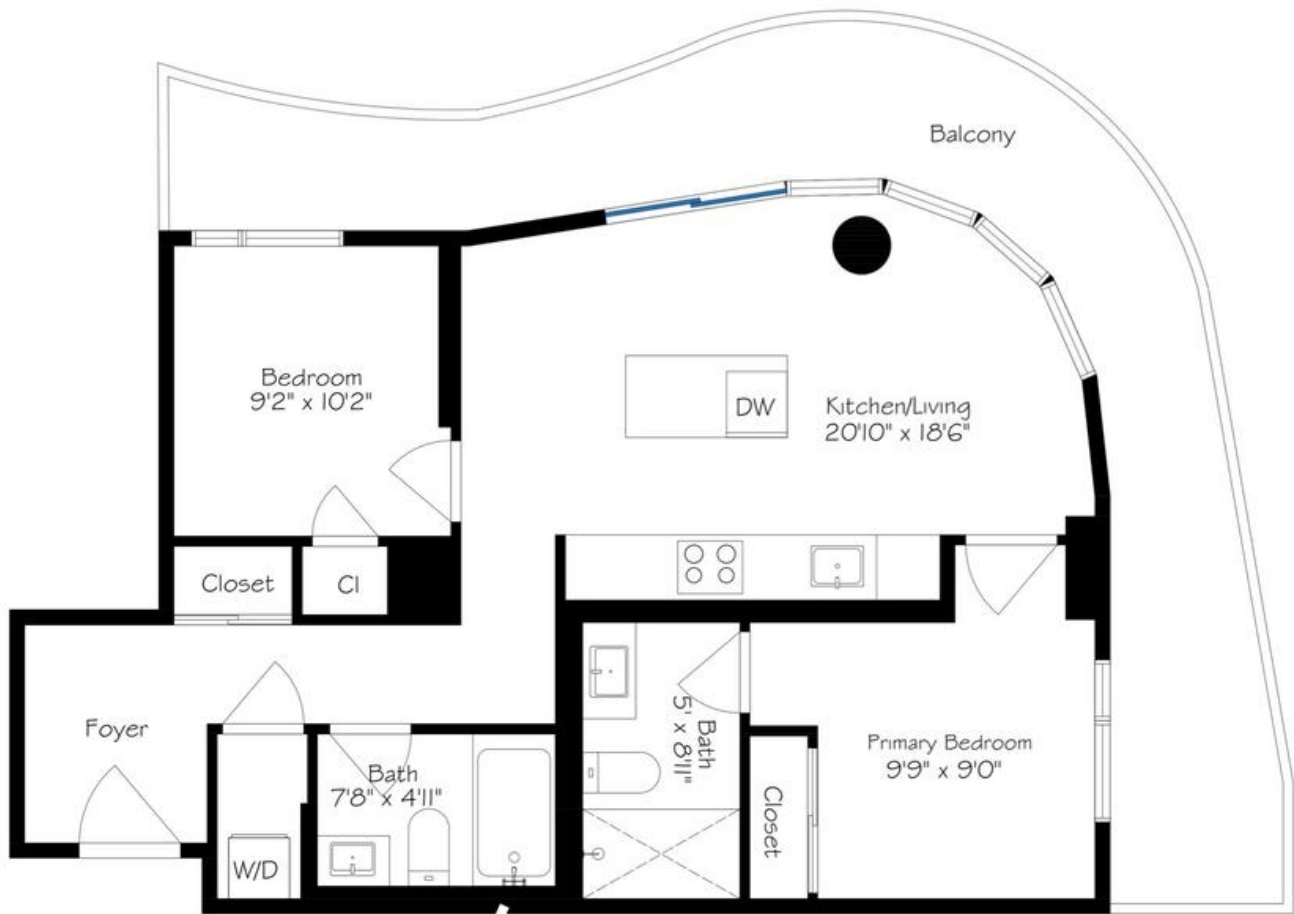 Balcony
Bedroom
9'2" x 10'2"
DW
Kitchen/Living
20'10" x 18'6"
Closet
Cl
Foyer
Bath
5' x 8'11"
Primary Bedroom
9'9" x 9'0"
Bath
7'8" x 4'11"
Closet
W/D